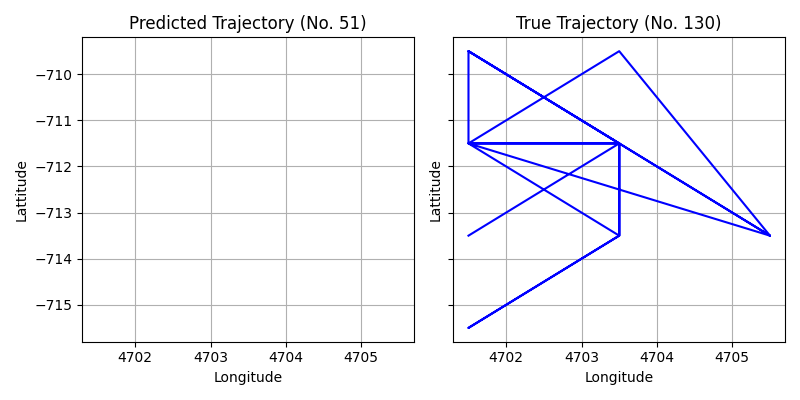 Predicted Trajectory (No. 51)
−710
−711
−712
−713
−714
−715
Lattitude
4702 4703 4704 4705
Longitude
True Trajectory (No. 130)
Lattitude
4702 4703 4704 4705
Longitude